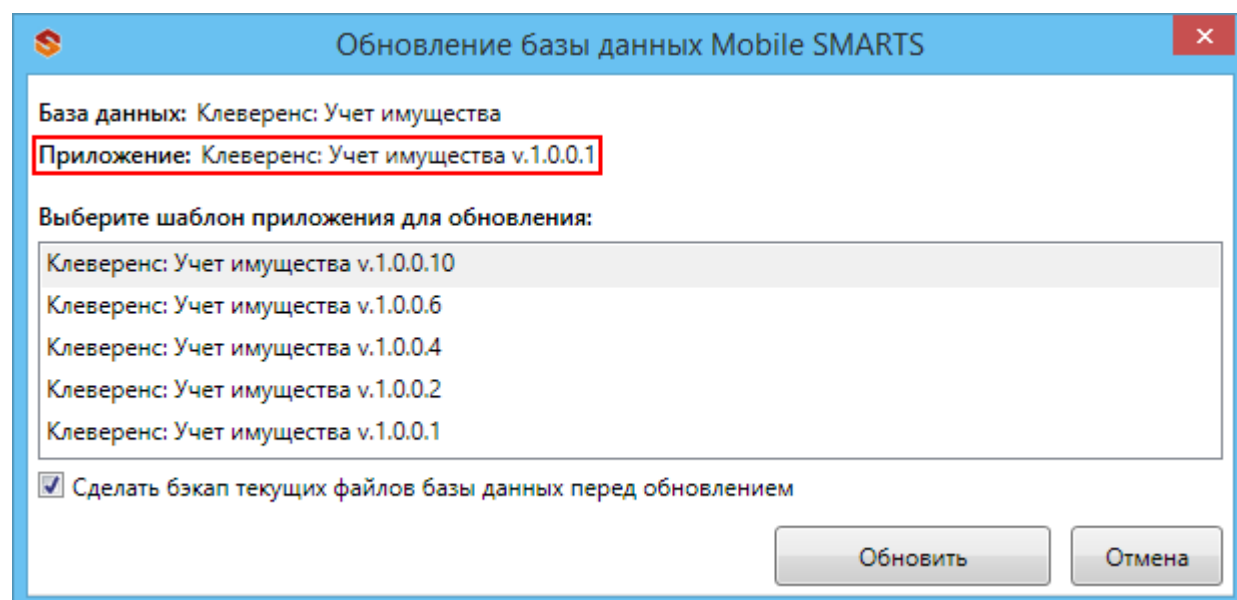 Обновление базы данных Mobile SMARTS
База данных: Клеверенс: Учет имущества
Приложение: Клеверенс: Учет имущества v.1.0.0.1
Выберите шаблон приложения для обновления:
Клеверенс: Учет имущества v.1.0.0.10
Клеверенс: Учет имущества v.1.0.0.6
Клеверенс: Учет имущества v.1.0.0.4
Клеверенс: Учет имущества v.1.0.0.2
Клеверенс: Учет имущества v.1.0.0.1
Сделать бэкап текущих файлов базы данных перед обновлением
Обновить Отмена